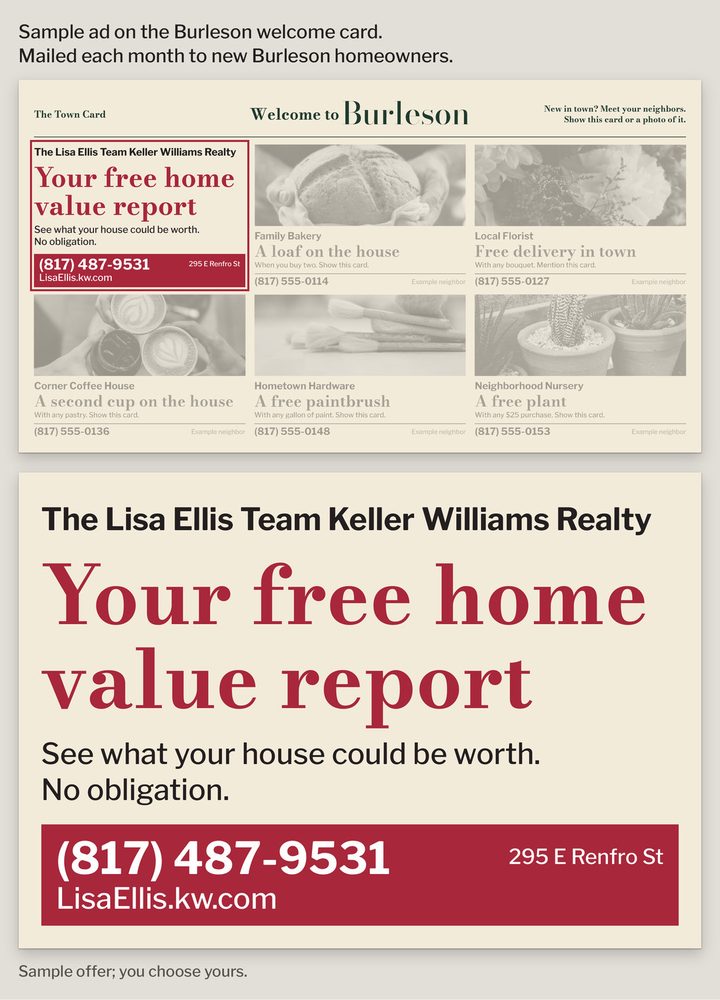 Sample ad on the Burleson welcome card.
Mailed each month to new Burleson homeowners.
The Town Card
Welcome to Burleson
New in town? Meet your neighbors.
Show this card or a photo of it.
The Lisa Ellis Team Keller Williams Realty
Your free home
value report
See what your house could be worth.
No obligation.
(817) 487-9531
295 E Renfro St
LisaEllis.kw.com
Family Bakery
A loaf on the house
When you buy two. Show this card.
(817) 555-0114
Example neighbor
Local Florist
Free delivery in town
With any bouquet. Mention this card.
(817) 555-0127
Example neighbor
Corner Coffee House
A second cup on the house
With any pastry. Show this card.
(817) 555-0136
Example neighbor
Hometown Hardware
A free paintbrush
With any gallon of paint. Show this card.
(817) 555-0148
Example neighbor
Neighborhood Nursery
A free plant
With any $25 purchase. Show this card.
(817) 555-0153
Example neighbor
The Lisa Ellis Team Keller Williams Realty
Your free home
value report
See what your house could be worth.
No obligation.
(817) 487-9531
295 E Renfro St
LisaEllis.kw.com
Sample offer; you choose yours.